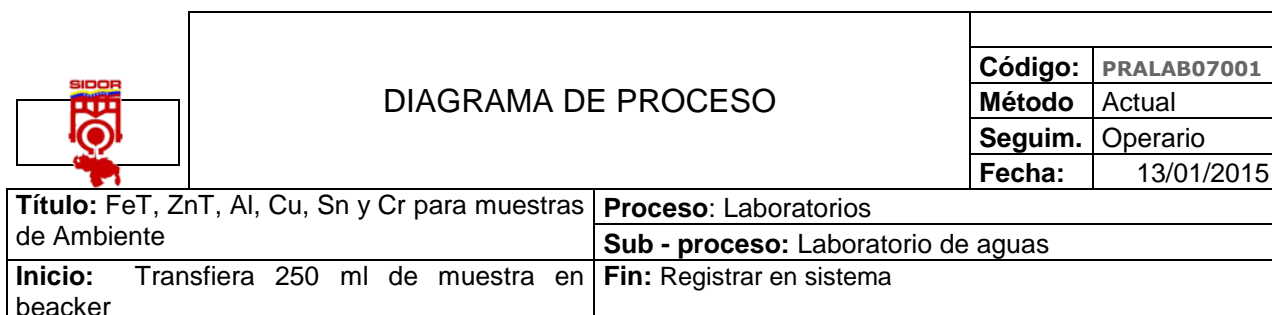 SIDOR
DIAGRAMA DE PROCESO
Código: PRALAB07001
Método Actual
Seguim. Operario
Fecha: 13/01/2015
Título: FeT, ZnT, Al, Cu, Sn y Cr para muestras
de Ambiente
Proceso: Laboratorios
Sub - proceso: Laboratorio de aguas
Inicio: Transfiera 250 ml de muestra en
beacker
Fin: Registrar en sistema